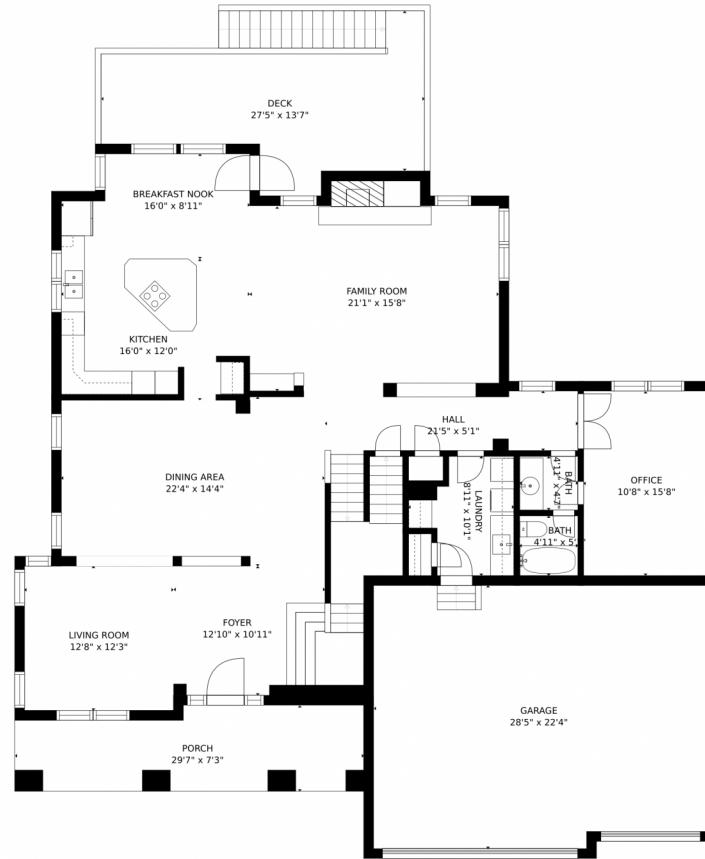 DECK
27'5" x 13'7"
BREAKFAST NOOK
16'0" x 8'11"
FAMILY ROOM
21'1" x 15'8"
KITCHEN
16'0" x 12'0"
HALL
21'5" x 5'1"
DINING AREA
22'4" x 14'4"
LAUNDRY
8'11" x 10'1"
BATH
4'11" x 4'7"
OFFICE
10'8" x 15'8"
BATH
4'11" x 5'
LIVING ROOM
12'8" x 12'3"
FOYER
12'10" x 10'11"
GARAGE
28'5" x 22'4"
PORCH
29'7" x 7'3"